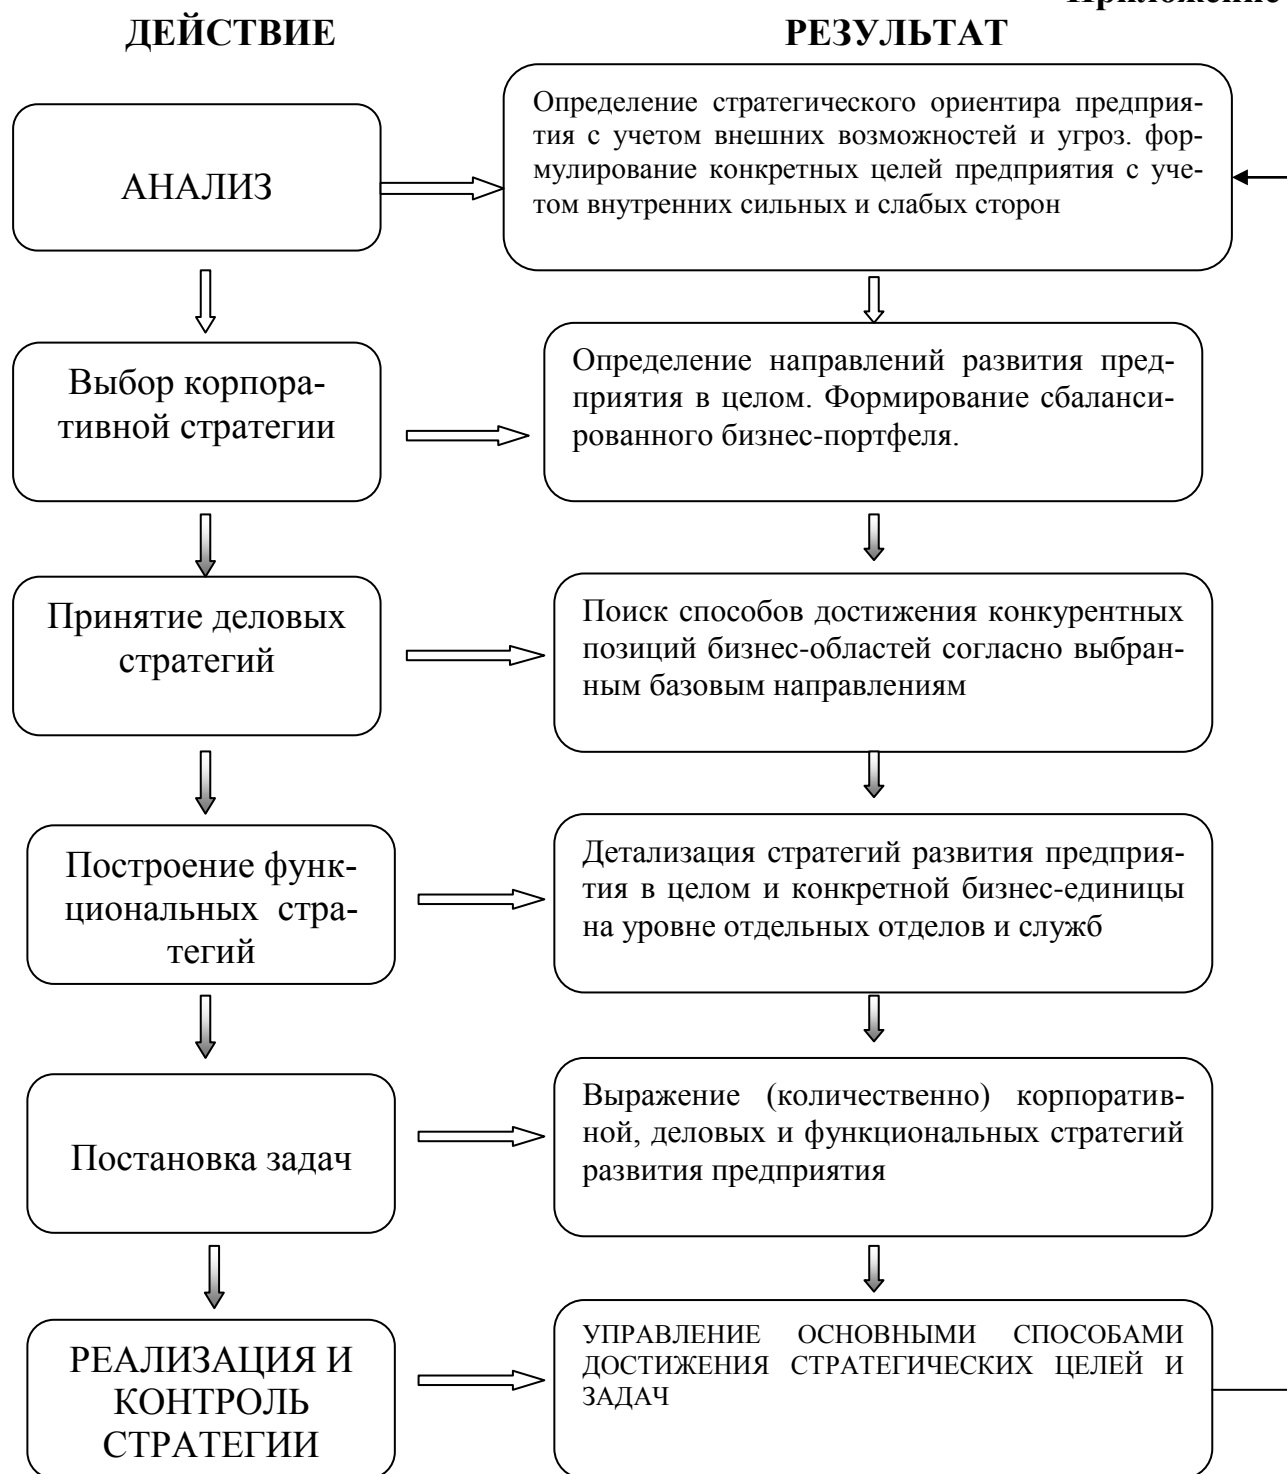 Приложение
ДЕЙСТВИЕ
РЕЗУЛЬТАТ
АНАЛИЗ
Определение стратегического ориентира предприя-
тия с учетом внешних возможностей и угроз. фор-
мулирование конкретных целей предприятия с уче-
том внутренних сильных и слабых сторон
Выбор корпора-
тивной стратегии
Определение направлений развития пред-
приятия в целом. Формирование сбаланси-
рованного бизнес-портфеля.
Принятие деловых
стратегий
Поиск способов достижения конкурентных
позиций бизнес-областей согласно выбран-
ным базовым направлениям
Построение функ-
циональных стра-
тегий
Детализация стратегий развития предприя-
тия в целом и конкретной бизнес-единицы
на уровне отдельных отделов и служб
Постановка задач
Выражение (количественно) корпоратив-
ной, деловых и функциональных стратегий
развития предприятия
РЕАЛИЗАЦИЯ И
КОНТРОЛЬ
СТРАТЕГИИ
УПРАВЛЕНИЕ ОСНОВНЫМИ СПОСОБАМИ
ДОСТИЖЕНИЯ СТРАТЕГИЧЕСКИХ ЦЕЛЕЙ И
ЗАДАЧ